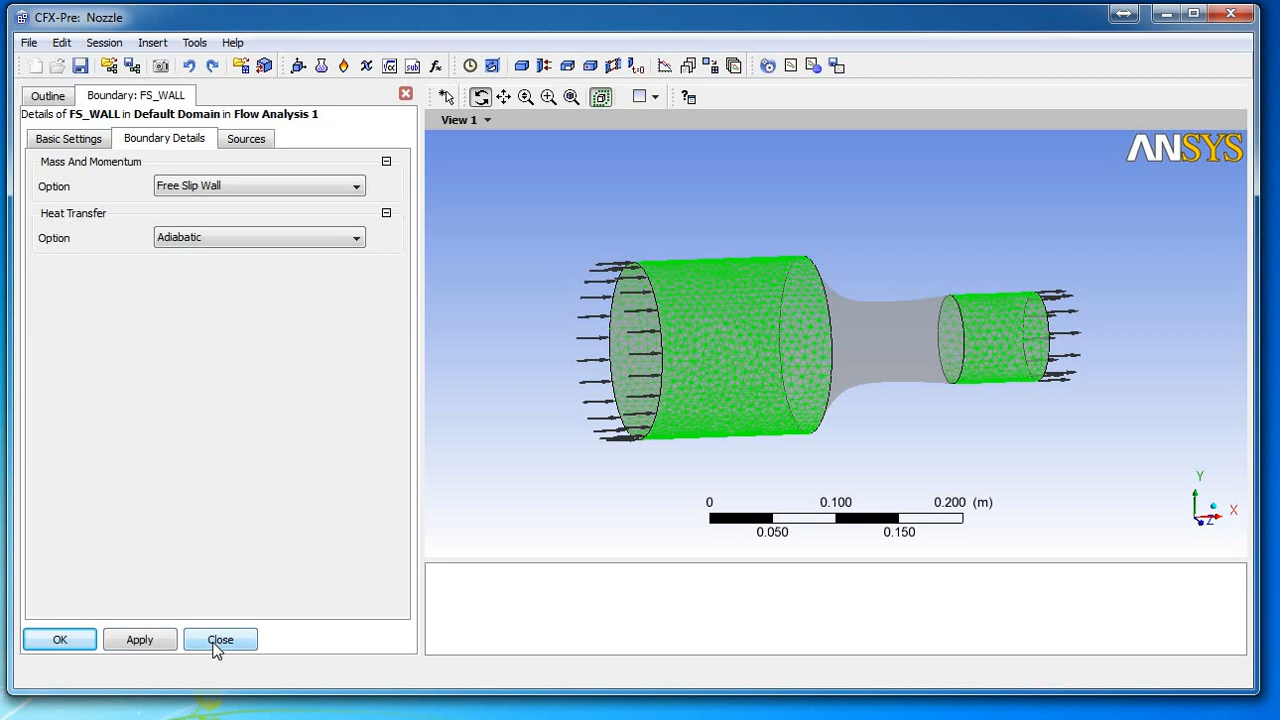 CFX-Pre: Nozzle
File Edit Session Insert Tools Help
Outline Boundary: FS_WALL
Details of FS_WALL in Default Domain in Flow Analysis 1
Basic Settings Boundary Details Sources
Mass And Momentum
Option Free Slip Wall
Heat Transfer
Option Adiabatic
OK Apply Close
View 1
ANSYS
0 0.100 0.200 (m)
0.050 0.150
Y
X
Z